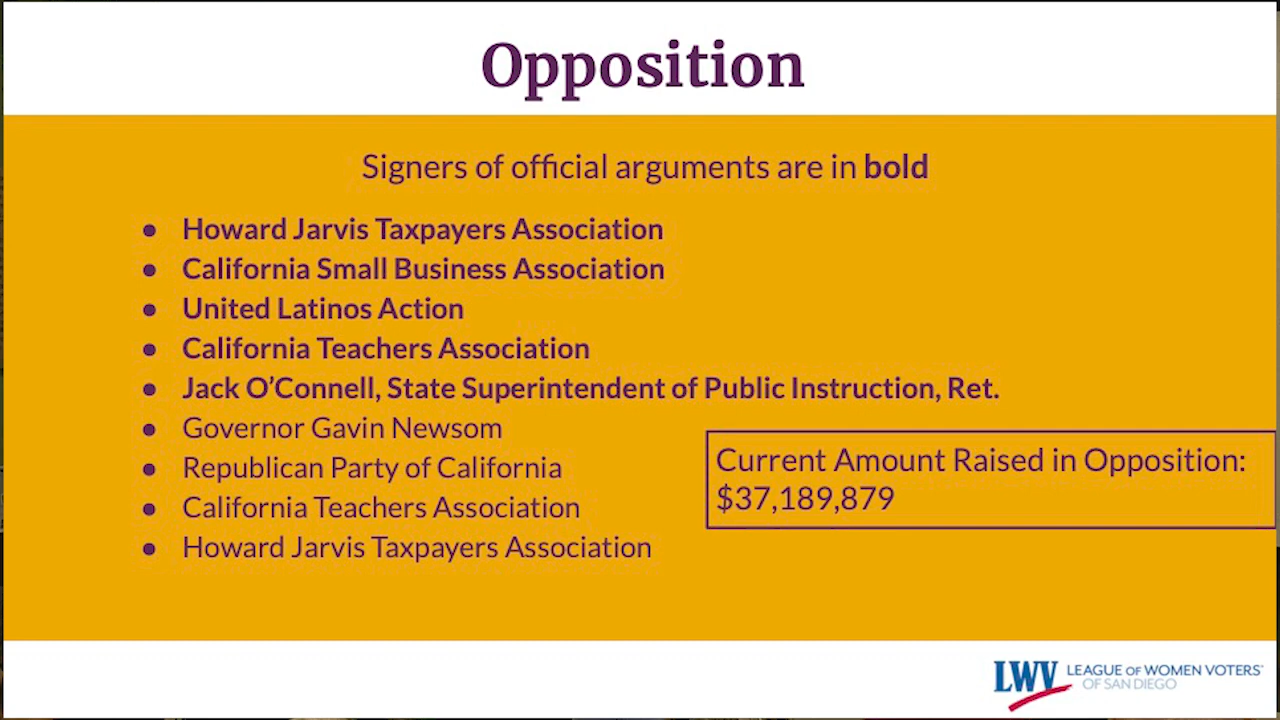 Opposition
Signers of official arguments are in bold
● Howard Jarvis Taxpayers Association
● California Small Business Association
● United Latinos Action
● California Teachers Association
● Jack O’Connell, State Superintendent of Public Instruction, Ret.
● Governor Gavin Newsom
● Republican Party of California
● California Teachers Association
● Howard Jarvis Taxpayers Association
Current Amount Raised in Opposition:
$37,189,879
LWV LEAGUE OF WOMEN VOTERS®
OF SAN DIEGO